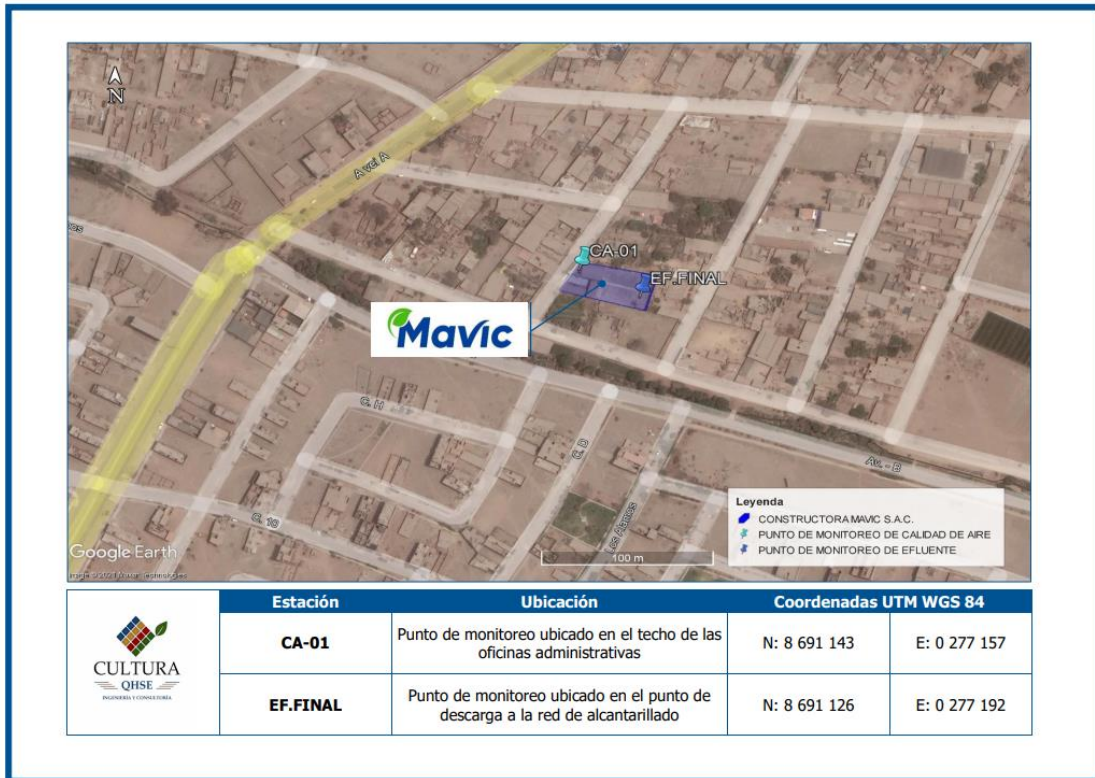 N
A vci A
CA-01
EF.FINAL
Mavic
C. H
C. D
Av. - B
C. 10
Los Alamos
Google Earth
100 m
Leyenda
CONSTRUCTORA MAVIC S.A.C.
PUNTO DE MONITOREO DE CALIDAD DE AIRE
PUNTO DE MONITOREO DE EFLUENTE
CULTURA
QHSE
INGENIERÍA Y CONSULTORÍA
Estación
Ubicación
Coordenadas UTM WGS 84
CA-01
Punto de monitoreo ubicado en el techo de las
oficinas administrativas
N: 8 691 143
E: 0 277 157
EF.FINAL
Punto de monitoreo ubicado en el punto de
descarga a la red de alcantarillado
N: 8 691 126
E: 0 277 192